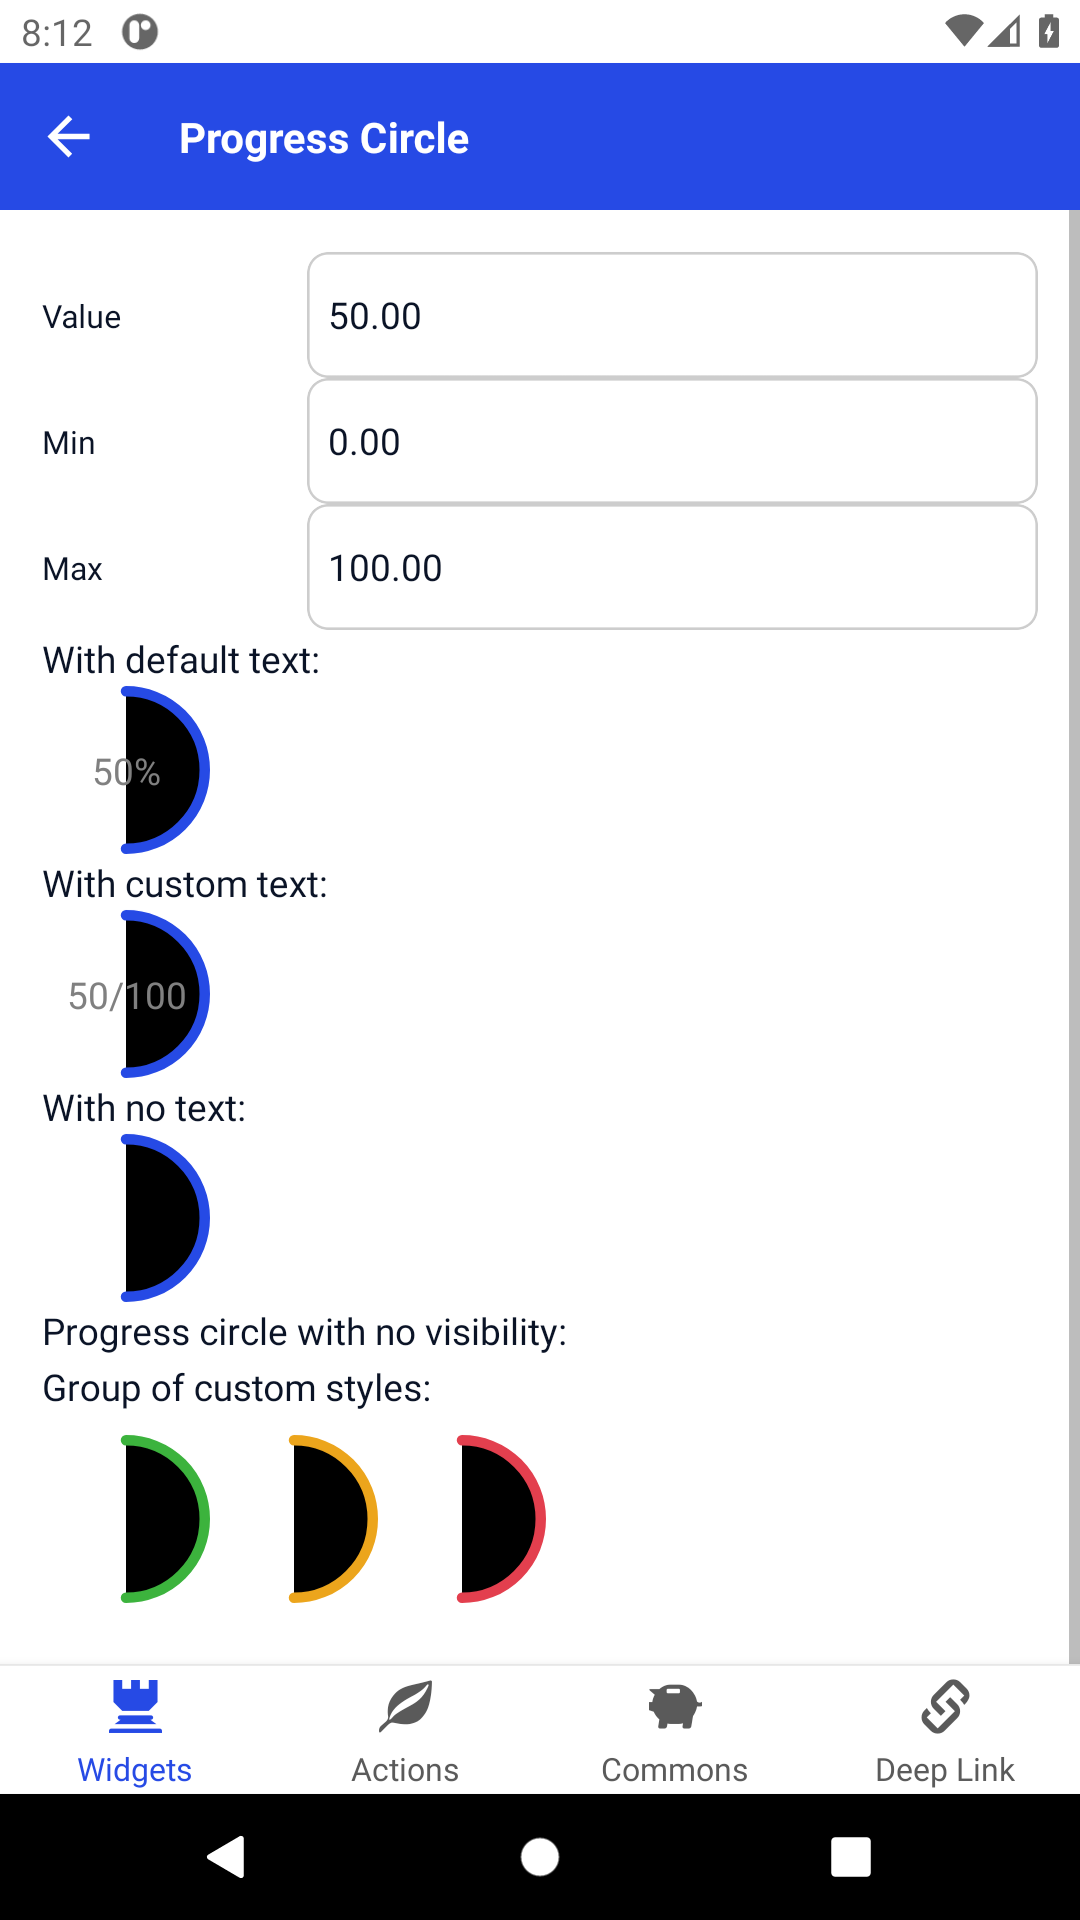 8:12
Progress Circle
Value
50.00
Min
0.00
Max
100.00
With default text:
50%
With custom text:
50/100
With no text:
Progress circle with no visibility:
Group of custom styles:
Widgets
Actions
Commons
Deep Link